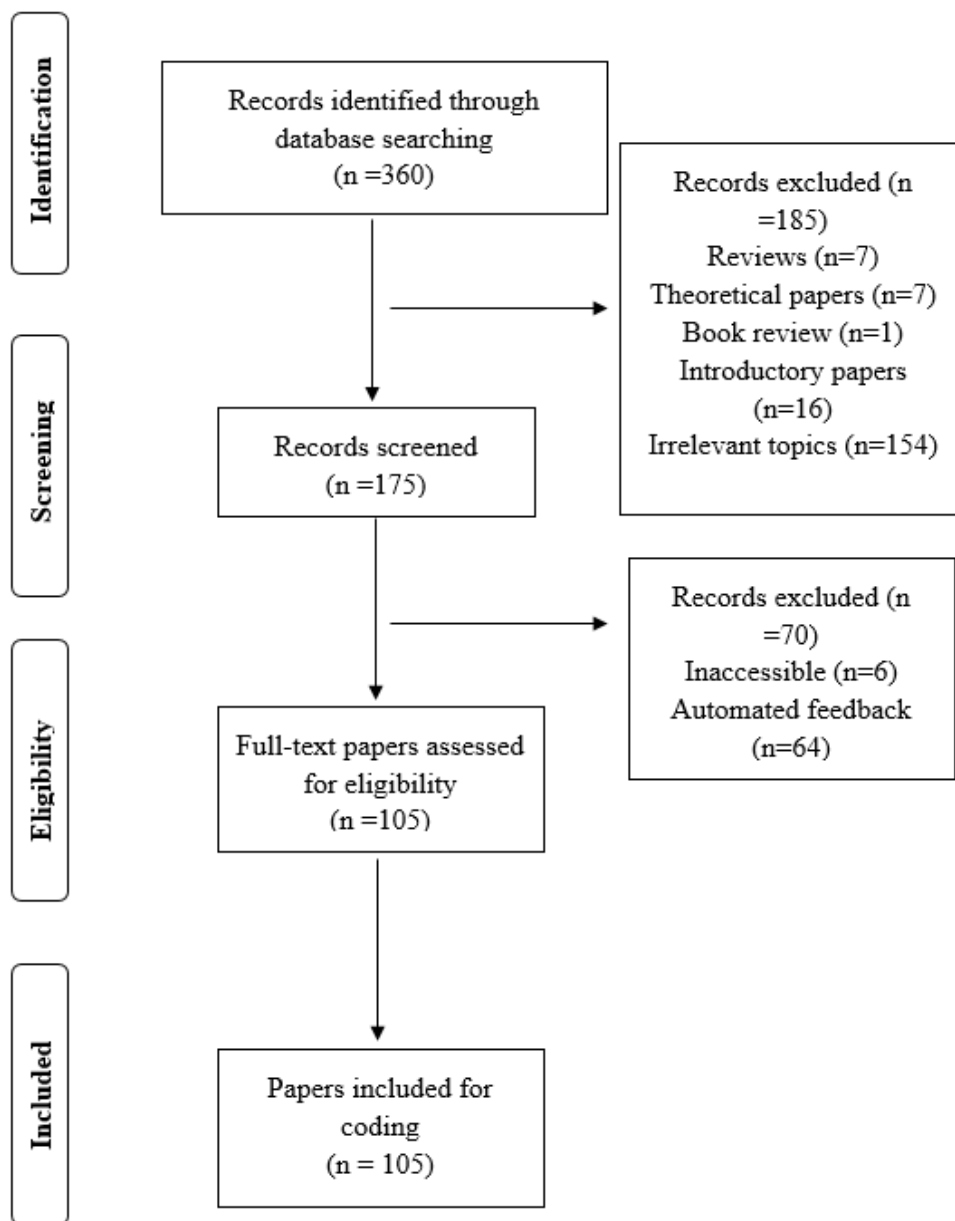 Identification
Records identified through
database searching
(n =360)
Records excluded (n
=185)
Reviews (n=7)
Theoretical papers (n=7)
Book review (n=1)
Introductory papers
(n=16)
Irrelevant topics (n=154)
Screening
Records screened
(n =175)
Records excluded (n
=70)
Inaccessible (n=6)
Automated feedback
(n=64)
Eligibility
Full-text papers assessed
for eligibility
(n =105)
Included
Papers included for
coding
(n = 105)